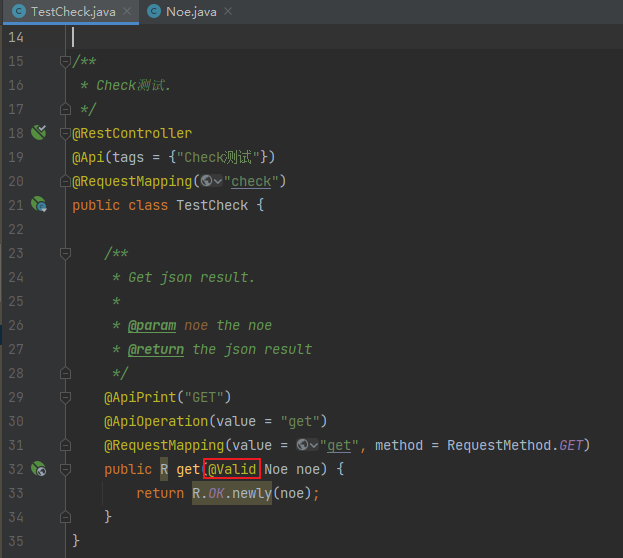 TestCheck.java Noe.java
14
15 /**
16 * Check测试.
17 */
18 @RestController
19 @Api(tags = {"Check测试"})
20 @RequestMapping("check")
21 public class TestCheck {
22
23 /**
24 * Get json result.
25 *
26 * @param noe the noe
27 * @return the json result
28 */
29 @ApiPrint("GET")
30 @ApiOperation(value = "get")
31 @RequestMapping(value = "get", method = RequestMethod.GET)
32 public R get(@Valid Noe noe) {
33 return R.OK.newly(noe);
34 }
35 }